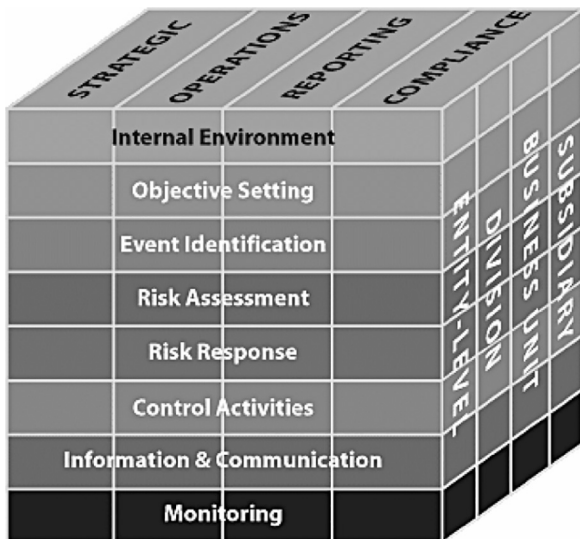 STRATEGIC
OPERATIONS
REPORTING
COMPLIANCE
Internal Environment
Objective Setting
Event Identification
Risk Assessment
Risk Response
Control Activities
Information & Communication
Monitoring
ENTITY-LEVEL
DIVISION
BUSINESS UNIT
SUBSIDIARY